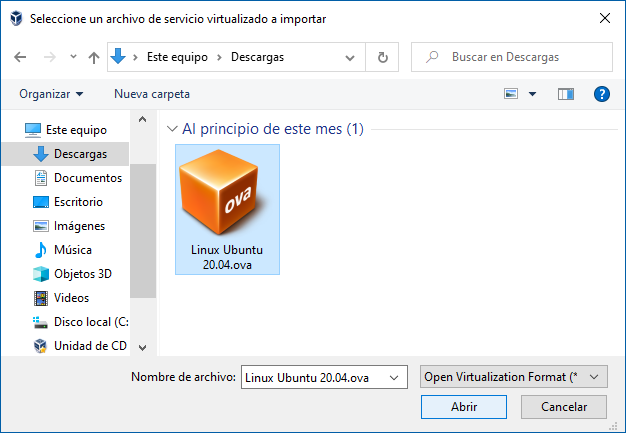 Seleccione un archivo de servicio virtualizado a importar
Este equipo
Descargas
Buscar en Descargas
Organizar
Nueva carpeta
?
Este equipo
Descargas
Documentos
Escritorio
Imágenes
Música
Objetos 3D
Videos
Disco local (C:
Unidad de CD
Al principio de este mes (1)
ova
Linux Ubuntu
20.04.ova
Nombre de archivo:
Linux Ubuntu 20.04.ova
Open Virtualization Format (*
Abrir
Cancelar